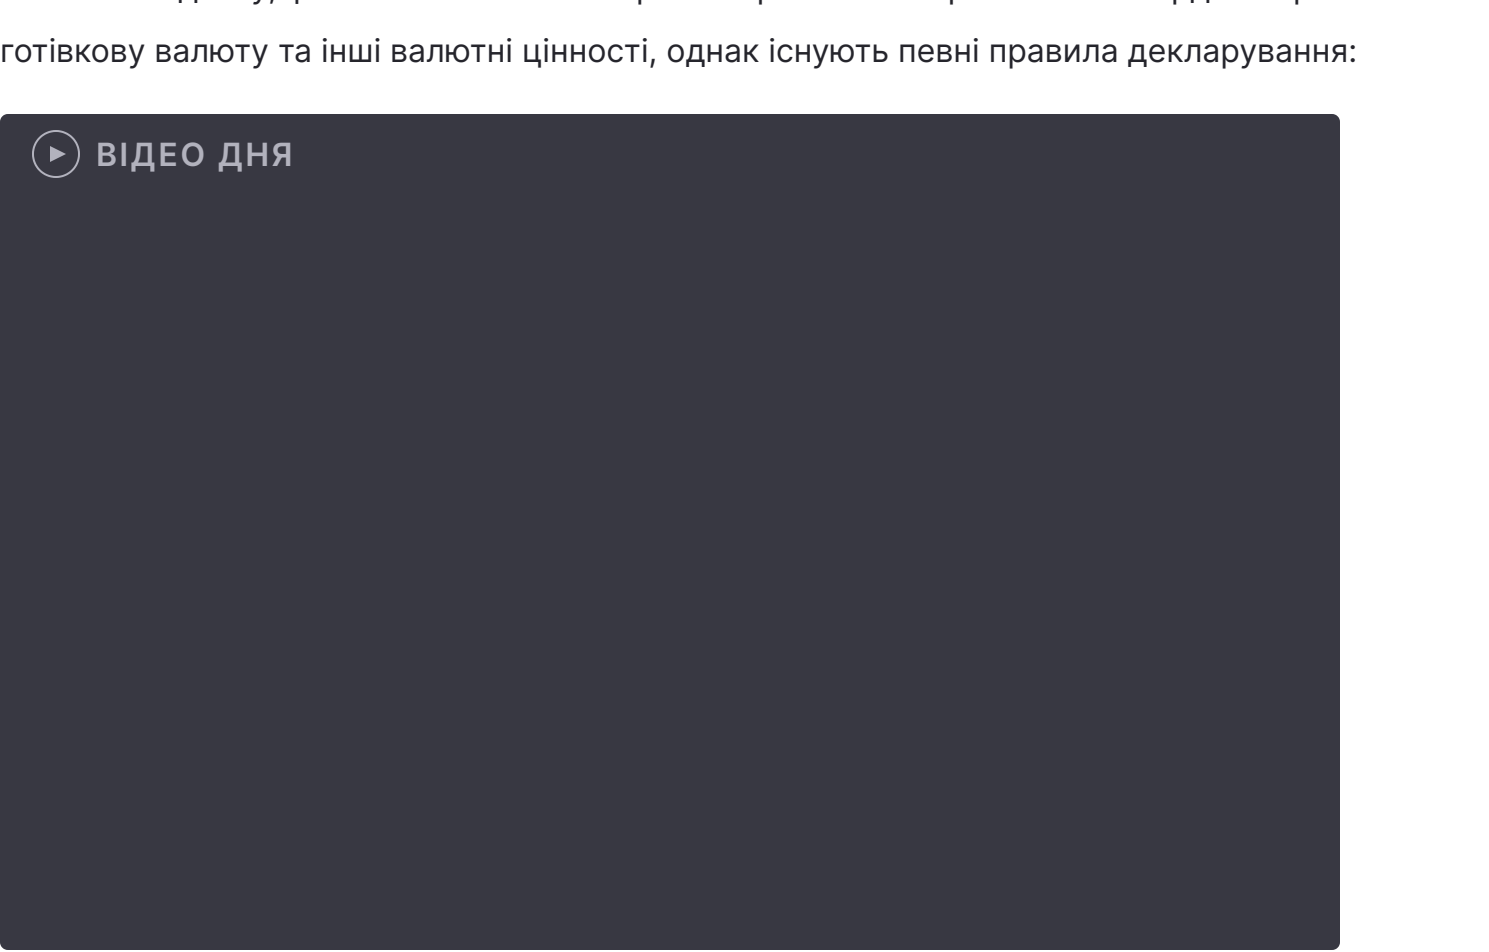 готівкову валюту та інші валютні цінності, однак існують певні правила декларування:
ВІДЕО ДНЯ